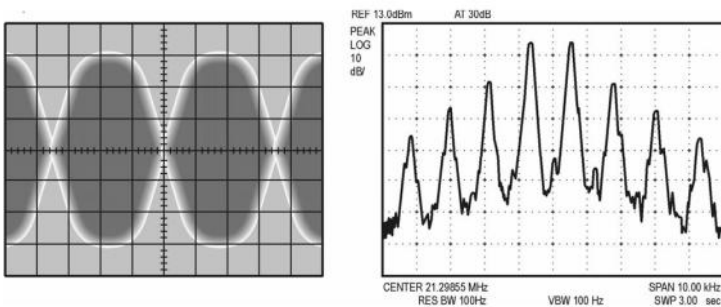 REF 13.0dBm AT 30dB
PEAK
LOG
10
dB/
CENTER 21.29855 MHz SPAN 10.00 kHz
RES BW 100Hz VBW 100 Hz SWP 3.00 sec